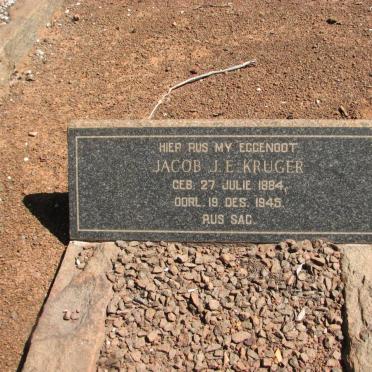 HIER RUS MY EGGENOOT
JACOB J. E. KRUGER
GEB. 27 JULIE 1884,
OORL. 19 DES. 1945.
RUS SAG.